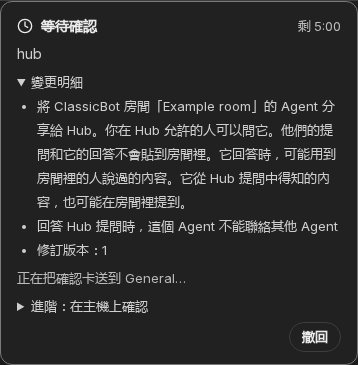 等待確認 剩 5:00
hub
▼ 變更明細
• 將 ClassicBot 房間「Example room」的 Agent 分
享給 Hub。你在 Hub 允許的人可以問它。他們的提
問和它的回答不會貼到房間裡。它回答時，可能用到
房間裡的人說過的內容。它從 Hub 提問中得知的內
容，也可能在房間裡提到。
• 回答 Hub 提問時，這個 Agent 不能聯絡其他 Agent
• 修訂版本：1
正在把確認卡送到 General…
▶ 進階：在主機上確認
撤回